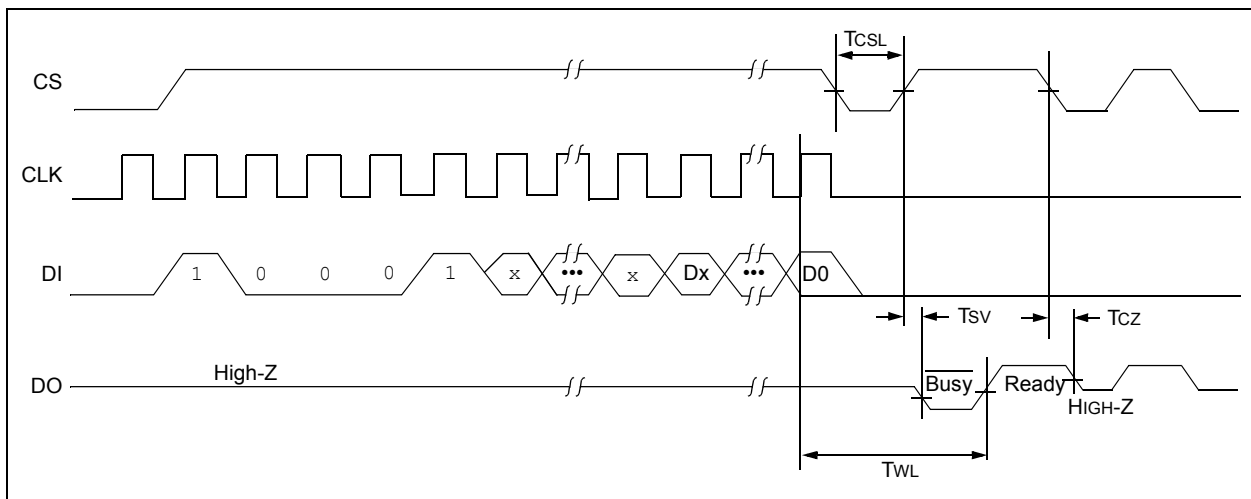 TCSL
CS
CLK
DI 1 0 0 0 1 x ••• x Dx ••• D0
TSV TCZ
DO High-Z Busy Ready HIGH-Z
TWL